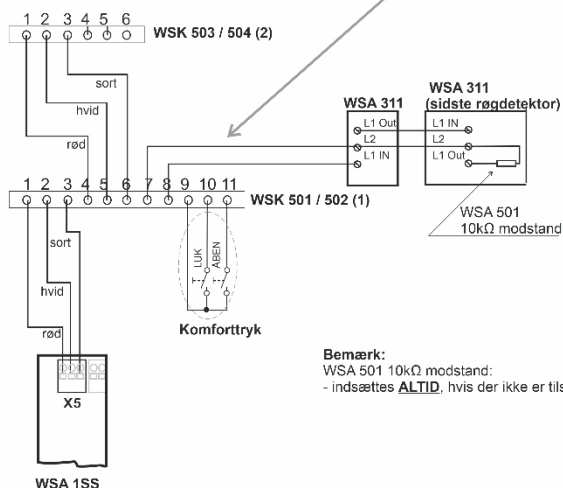 1 2 3 4 5 6
WSK 503 / 504 (2)
sort
hvid
rød
WSA 311
WSA 311
(sidste røgdetektor)
L1 Out
L2
L1 IN
L1 IN
L2
L1 Out
1 2 3 4 5 6 7 8 9 10 11
WSK 501 / 502 (1)
WSA 501
10kΩ modstand
sort
hvid
rød
LUK
ÅBEN
Komforttryk
Bemærk:
WSA 501 10kΩ modstand:
- indsættes ALTID, hvis der ikke er tils
X5
WSA 1SS